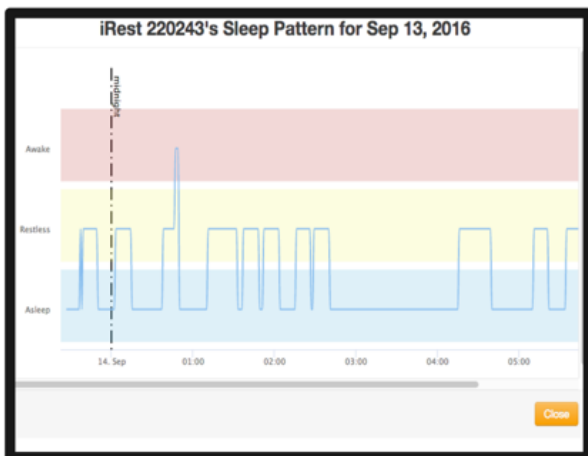 iRest 220243's Sleep Pattern for Sep 13, 2016
midnight
Awake
Restless
Asleep
14. Sep 01:00 02:00 03:00 04:00 05:00
Close